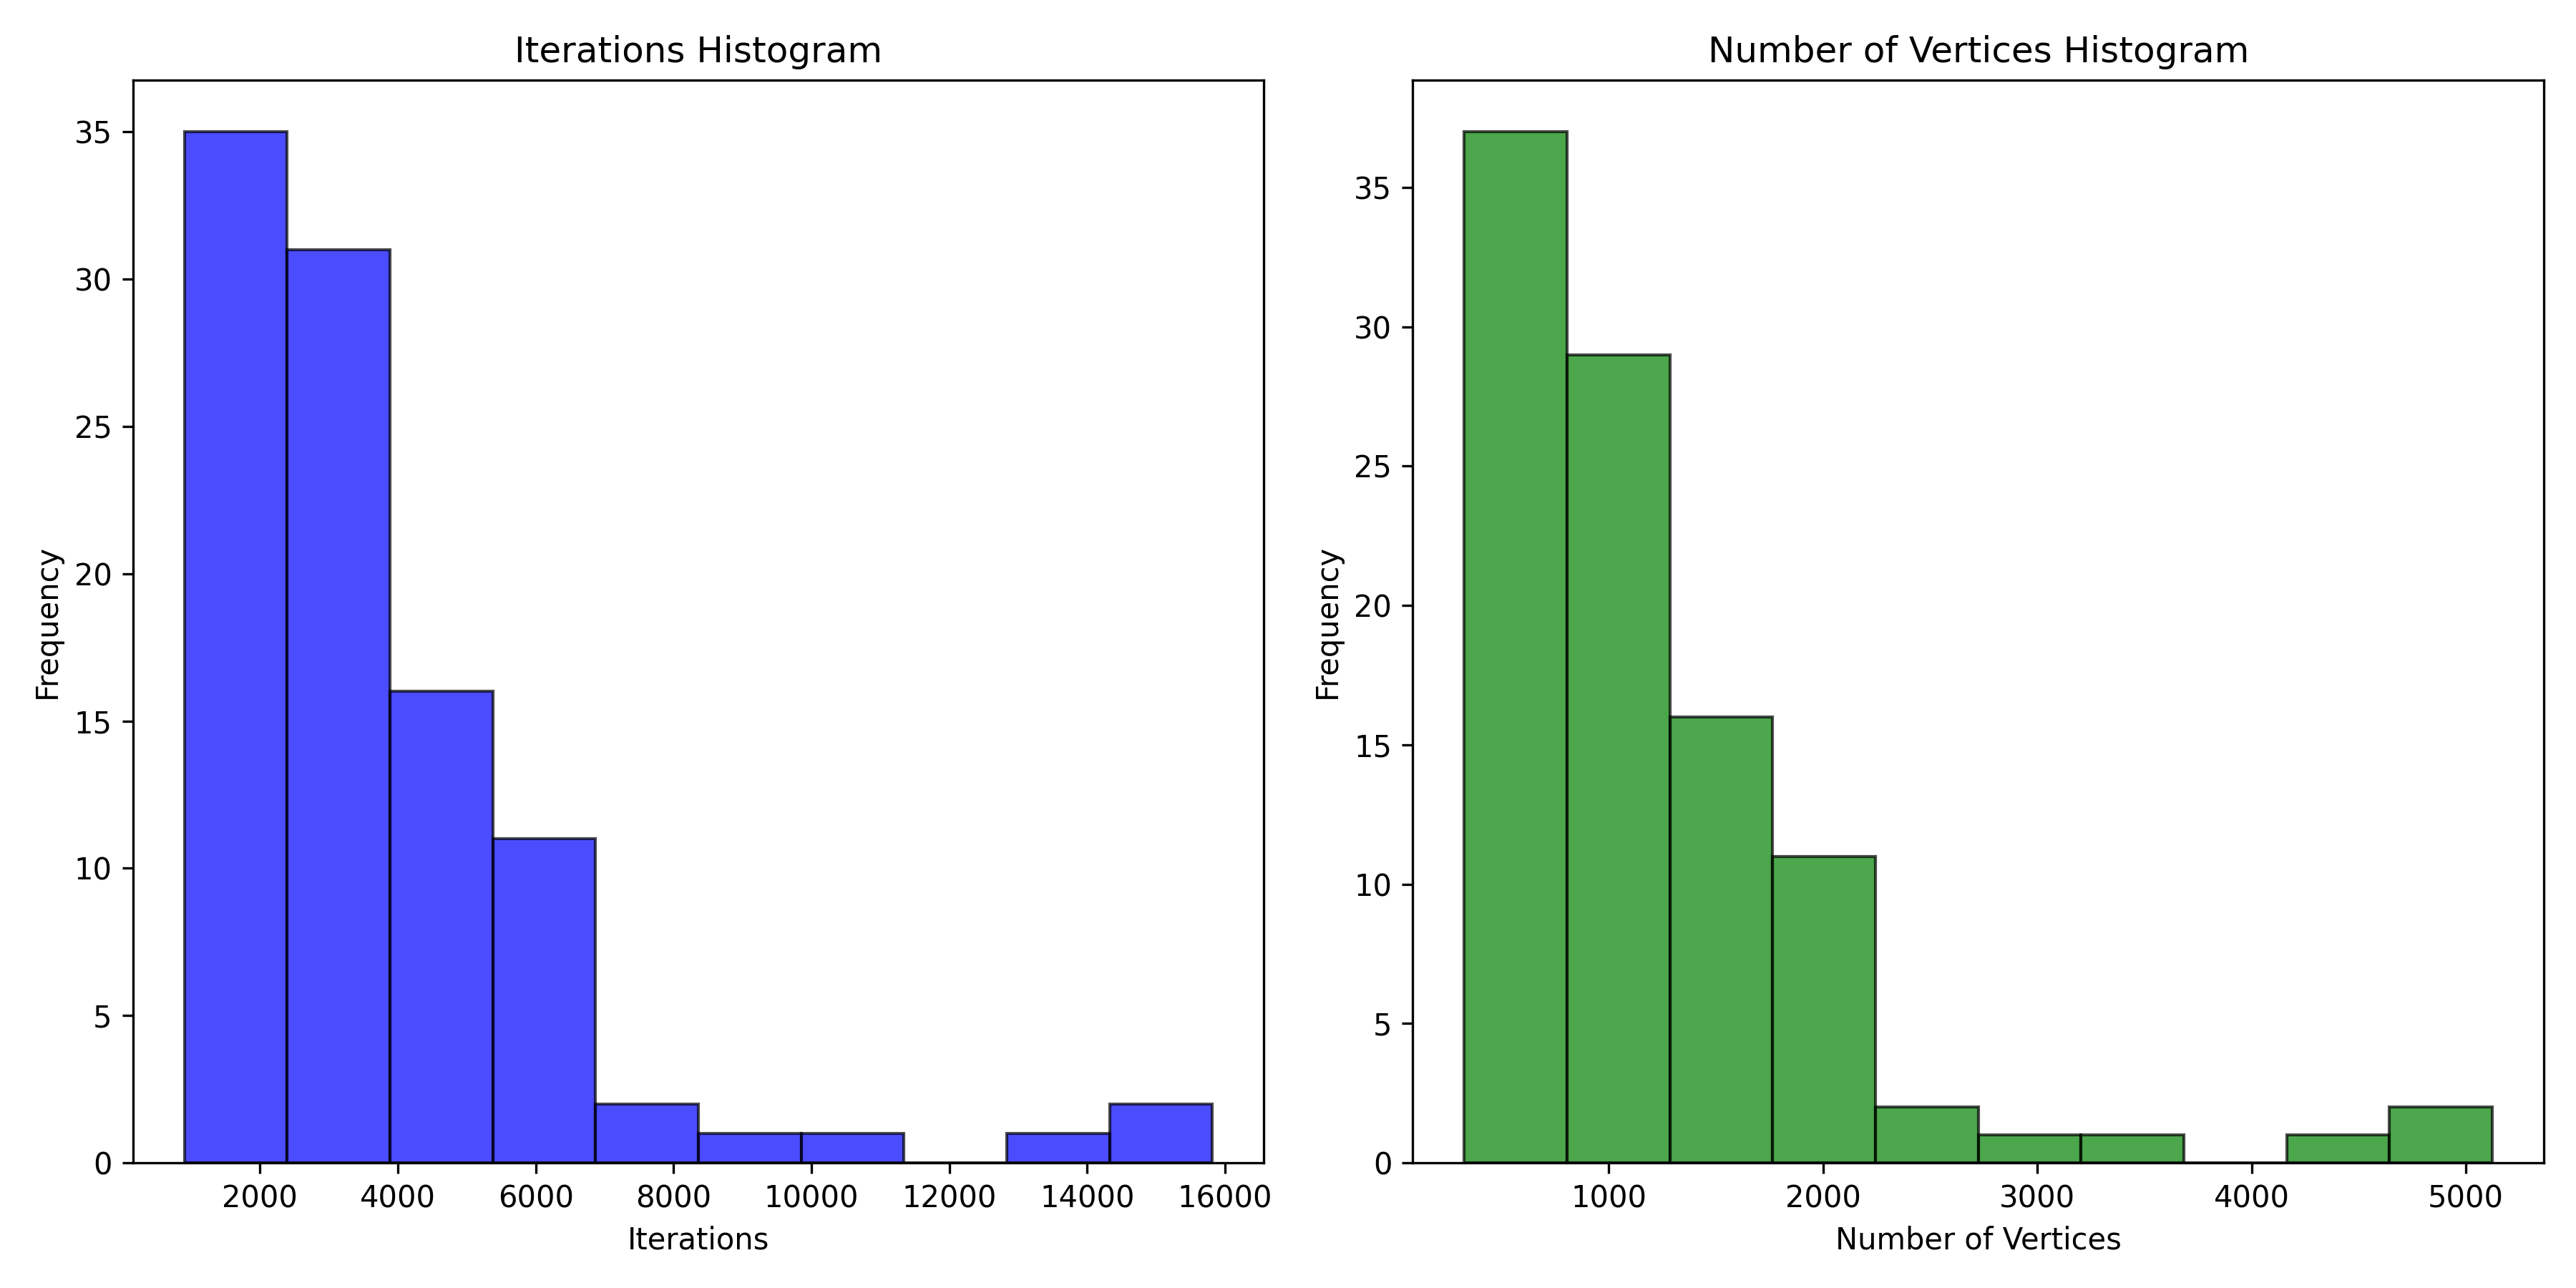 Iterations Histogram
35
30
25
20
15
10
5
0
Frequency
2000 4000 6000 8000 10000 12000 14000 16000
Iterations
Number of Vertices Histogram
35
30
25
20
15
10
5
0
Frequency
1000 2000 3000 4000 5000
Number of Vertices